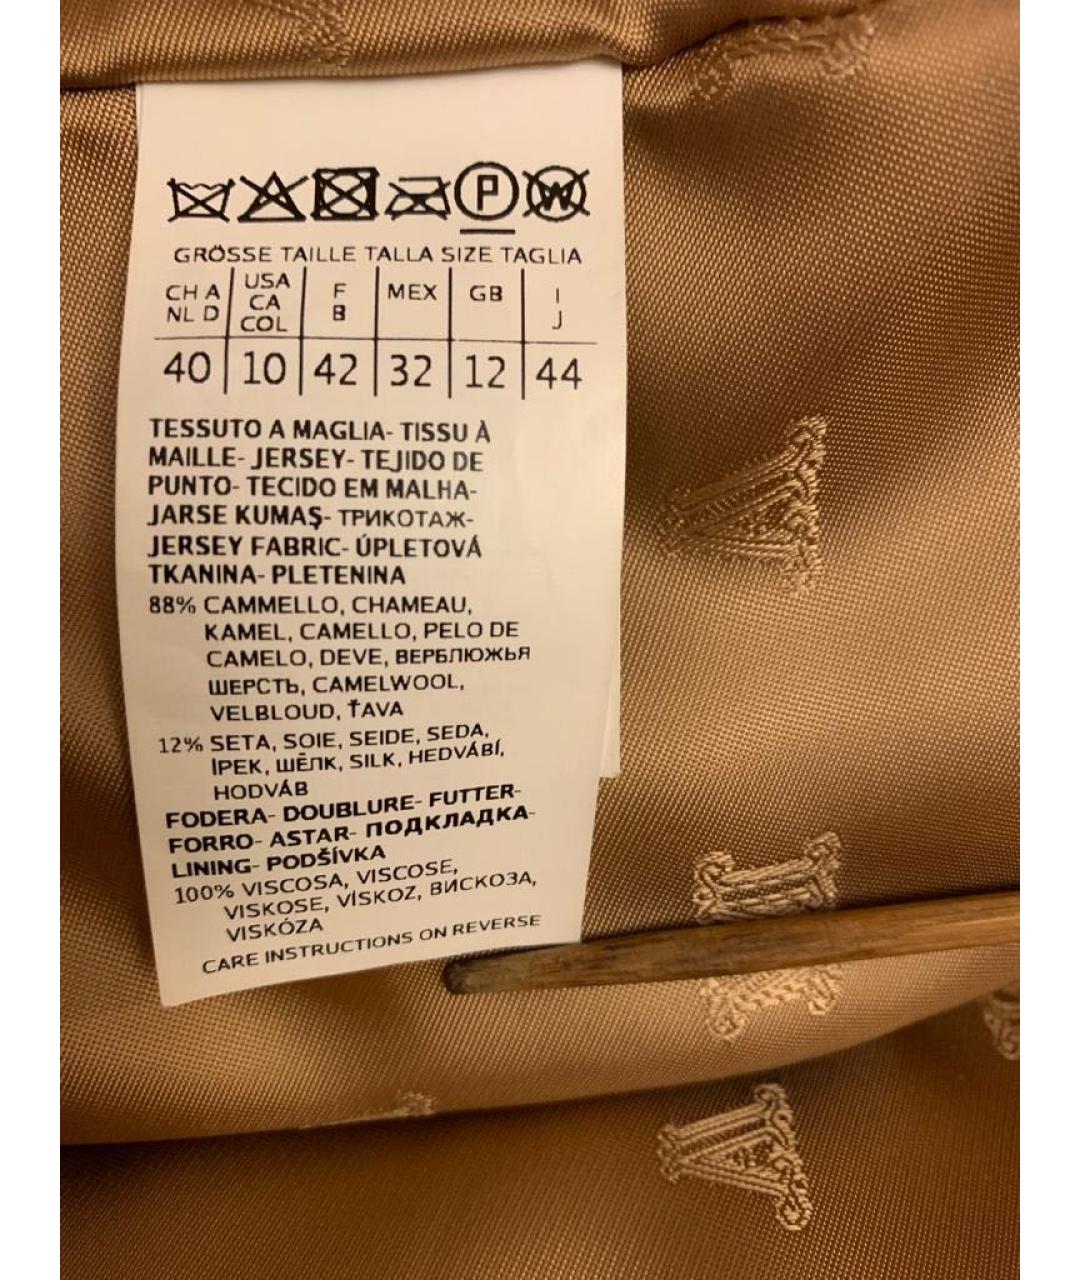 P W
GRÖSSE TAILLE TALLA SIZE TAGLIA
CH A NL D | USA CA COL | F B | MEX | GB | I J
40 | 10 | 42 | 32 | 12 | 44
TESSUTO A MAGLIA- TISSU À
MAILLE- JERSEY- TEJIDO DE
PUNTO- TECIDO EM MALHA-
JARSE KUMAŞ- ТРИКОТАЖ-
JERSEY FABRIC- ÚPLETOVÁ
TKANINA- PLETENINA
88% CAMMELLO, CHAMEAU,
KAMEL, CAMELLO, PELO DE
CAMELO, DEVE, ВЕРБЛЮЖЬЯ
ШЕРСТЬ, CAMELWOOL,
VELBLOUD, ŤAVA
12% SETA, SOIE, SEIDE, SEDA,
İPEK, ШЁЛК, SILK, HEDVÁBÍ,
HODVÁB
FODERA- DOUBLURE- FUTTER-
FORRO- ASTAR- ПОДКЛАДКА-
LINING- PODŠÍVKA
100% VISCOSA, VISCOSE,
VISKOSE, VİSKOZ, ВИСКОЗА,
VISKÓZA
CARE INSTRUCTIONS ON REVERSE